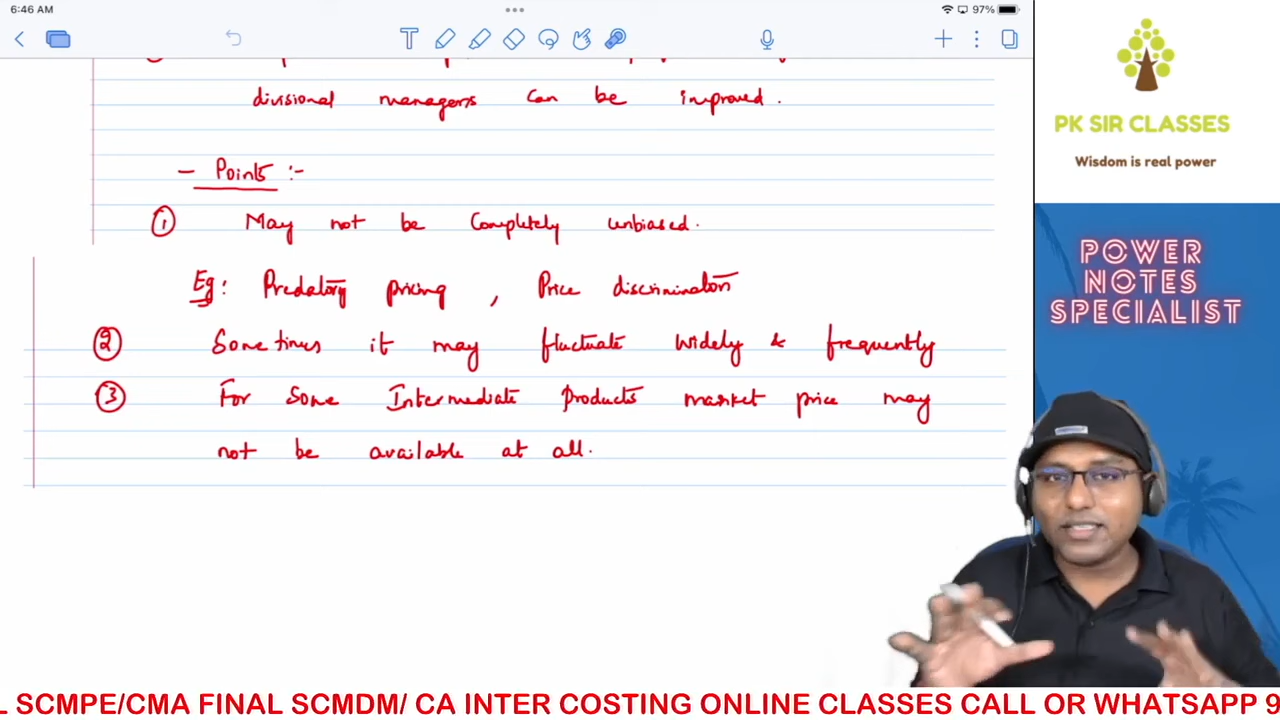 6:46 AM
97%
divisional managers can be improved.
- Points :-
① May not be Completely unbiased.
Eg: Predatory pricing , Price discrimination
② Sometimes it may fluctuate widely & frequently
③ For Some Intermediate Products market price may
not be available at all.
PK SIR CLASSES
Wisdom is real power
POWER
NOTES
SPECIALIST
L SCMPE/CMA FINAL SCMDM/ CA INTER COSTING ONLINE CLASSES CALL OR WHATSAPP 9